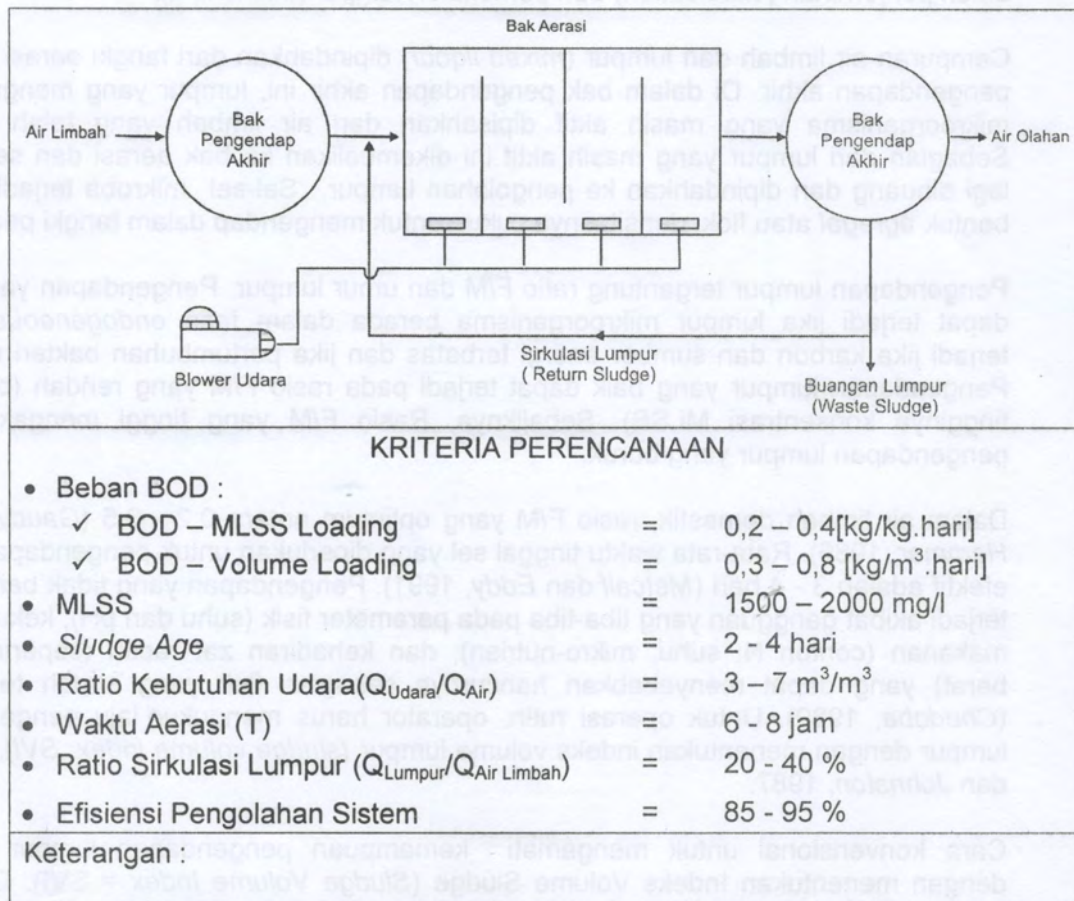 Bak Aerasi
Air Limbah
Bak
Pengendap
Akhir
Bak
Pengendap
Akhir
Air Olahan
Blower Udara
Sirkulasi Lumpur
( Return Sludge)
Buangan Lumpur
(Waste Sludge)
KRITERIA PERENCANAAN
• Beban BOD :
✓ BOD – MLSS Loading = ,2 – 0,4[kg/kg.hari]
✓ BOD – Volume Loading = 0,3 – 0,8 [kg/m³.hari]
• MLSS = 1500 – 2000 mg/l
• Sludge Age = 2 - 4 hari
• Ratio Kebutuhan Udara(QUdara/QAir) = 3 – 7 m³/m³
• Waktu Aerasi (T) = 6 - 8 jam
• Ratio Sirkulasi Lumpur (QLumpur/QAir Limbah) = 20 - 40 %
• Efisiensi Pengolahan Sistem = 85 - 95 %
Keterangan :